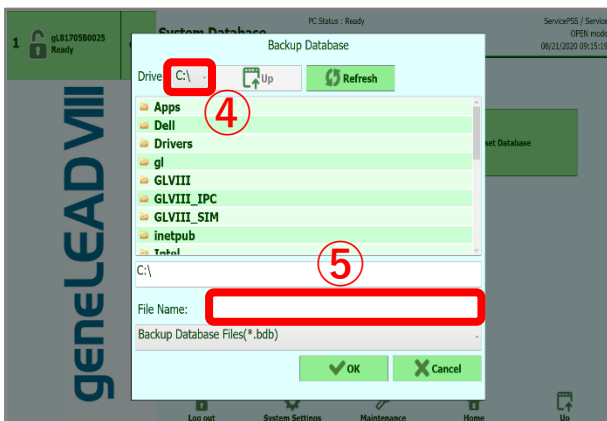 PC Status : Ready
ServicePSS / Service
OPEN mode
08/21/2020 09:15:19
1
gL81705B0025
Ready
System Database
Backup Database
Drive
C:\
Up
Refresh
④
Apps
Dell
Drivers
gl
GLVIII
GLVIII_IPC
GLVIII_SIM
inetpub
Intel
set Database
⑤
C:\
File Name:
Backup Database Files(*.bdb)
OK
Cancel
geneLEAD VIII
Log out
System Settings
Maintenance
Home
Up